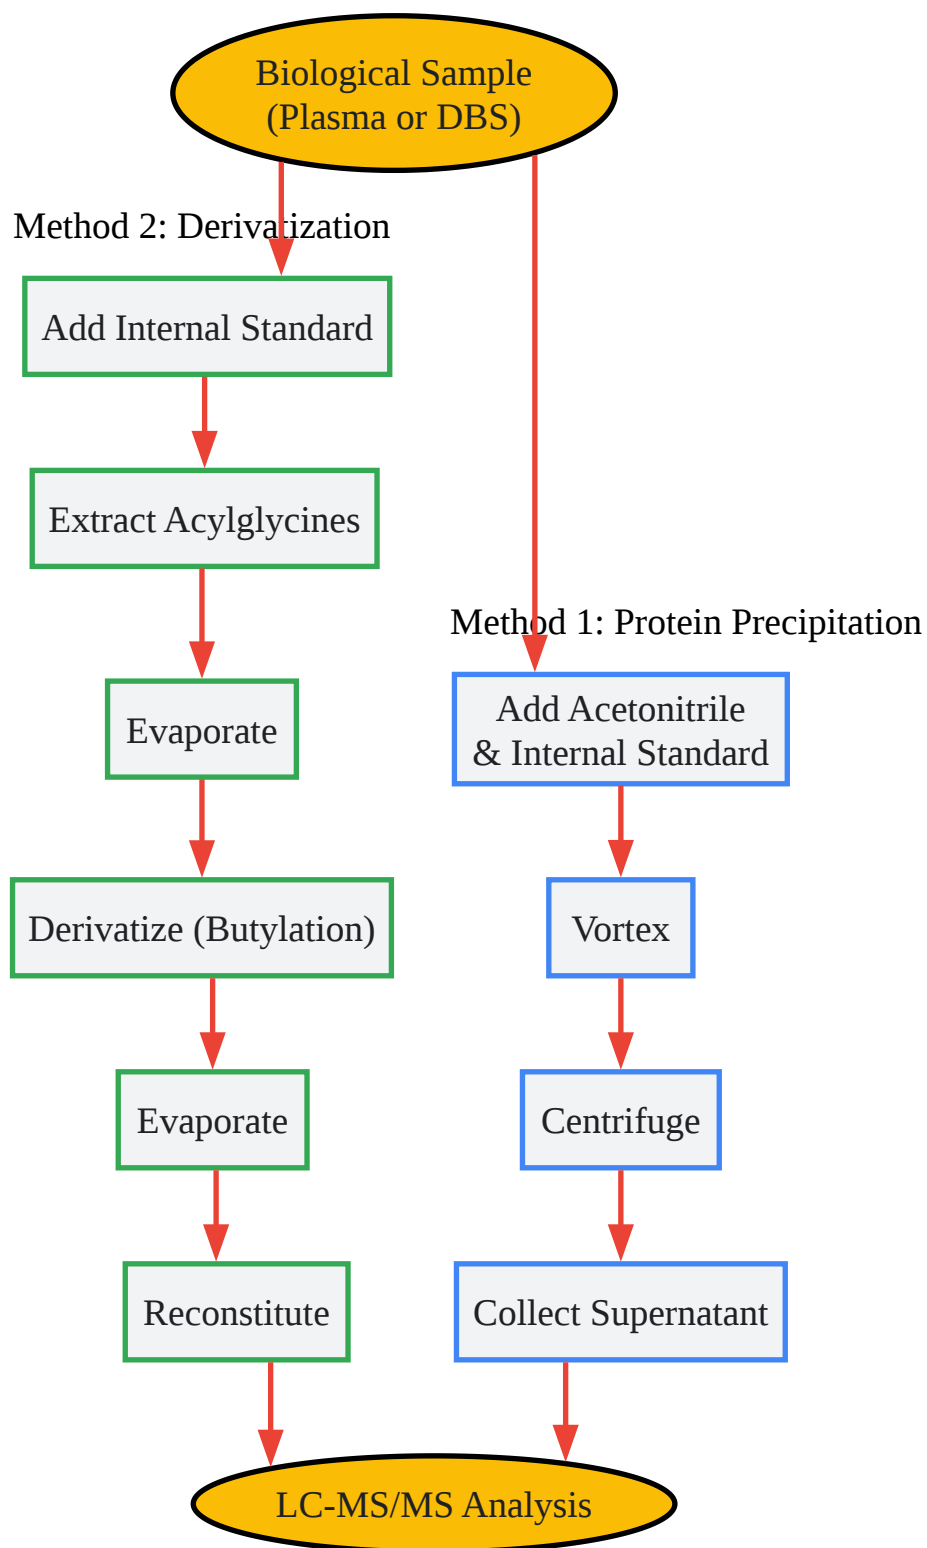 Biological Sample
(Plasma or DBS)
Method 2: Derivatization
Add Internal Standard
Extract Acylglycines
Evaporate
Derivatize (Butylation)
Evaporate
Reconstitute
Method 1: Protein Precipitation
Add Acetonitrile
& Internal Standard
Vortex
Centrifuge
Collect Supernatant
LC-MS/MS Analysis